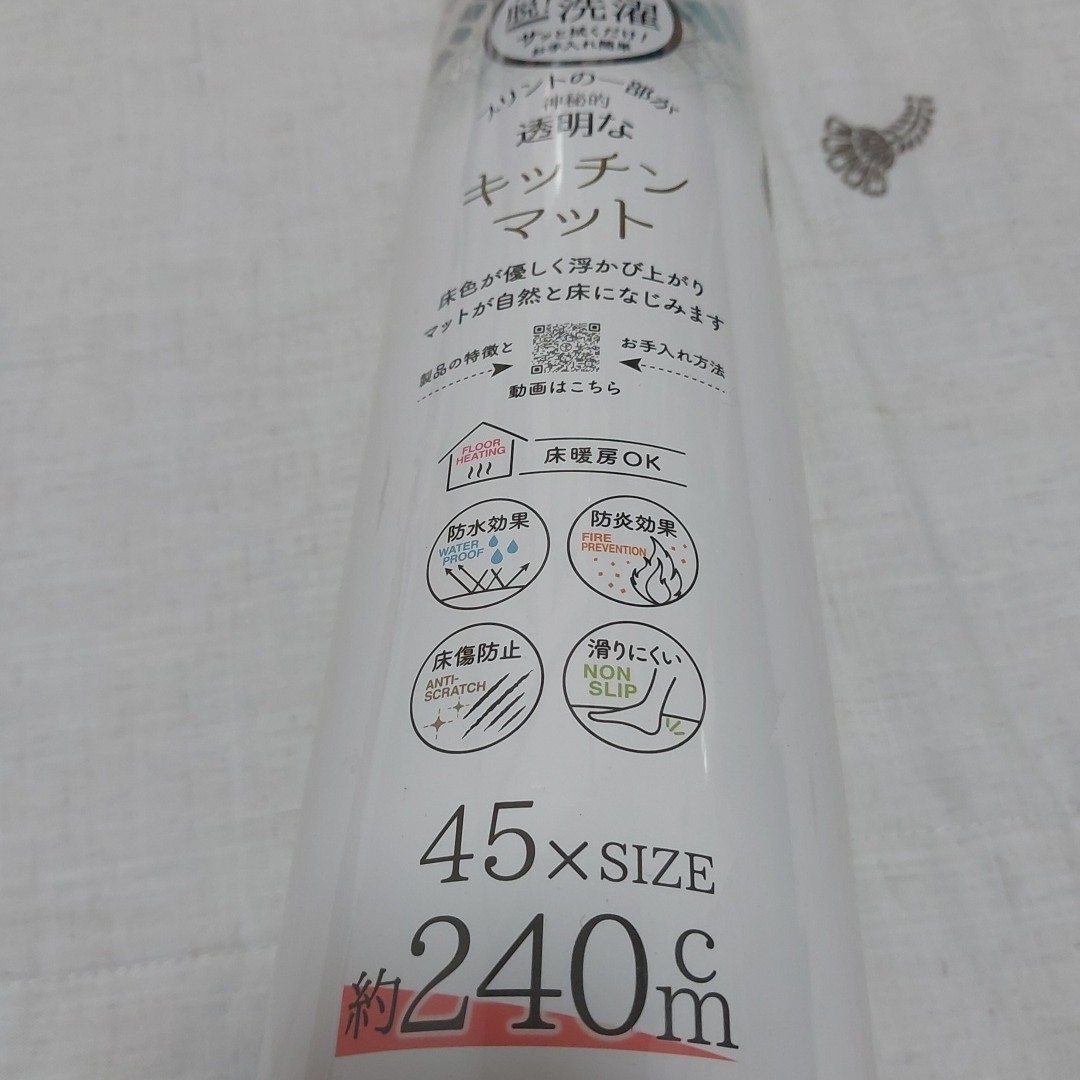 脱!洗濯
サッと拭くだけ!
お手入れ簡単
プリントの一部が
神秘的
透明な
キッチン
マット
床色が優しく浮かび上がり
マットが自然と床になじみます
製品の特徴と
お手入れ方法
動画はこちら
FLOOR
HEATING
床暖房OK
防水効果
WATER
PROOF
防炎効果
FIRE
PREVENTION
床傷防止
ANTI-
SCRATCH
滑りにくい
NON
SLIP
45×SIZE
約240cm